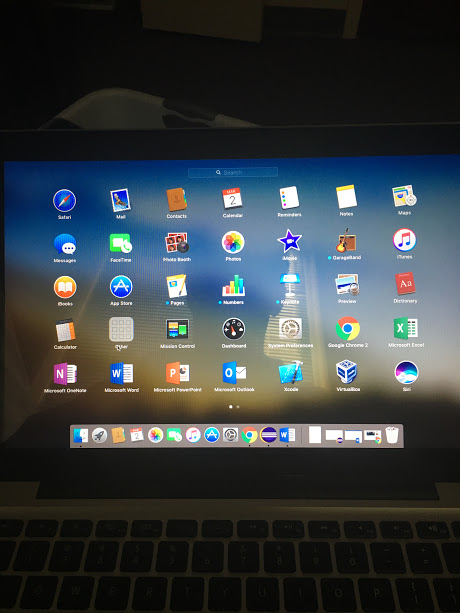 Search
Safari Mail Contacts Calendar Reminders Notes Maps
Messages FaceTime Photo Booth Photos iMovie GarageBand iTunes
iBooks App Store Pages Numbers Keynote Preview Dictionary
Calculator Other Mission Control Dashboard System Preferences Google Chrome 2 Microsoft Excel
Microsoft OneNote Microsoft Word Microsoft PowerPoint Microsoft Outlook Xcode VirtualBox Siri